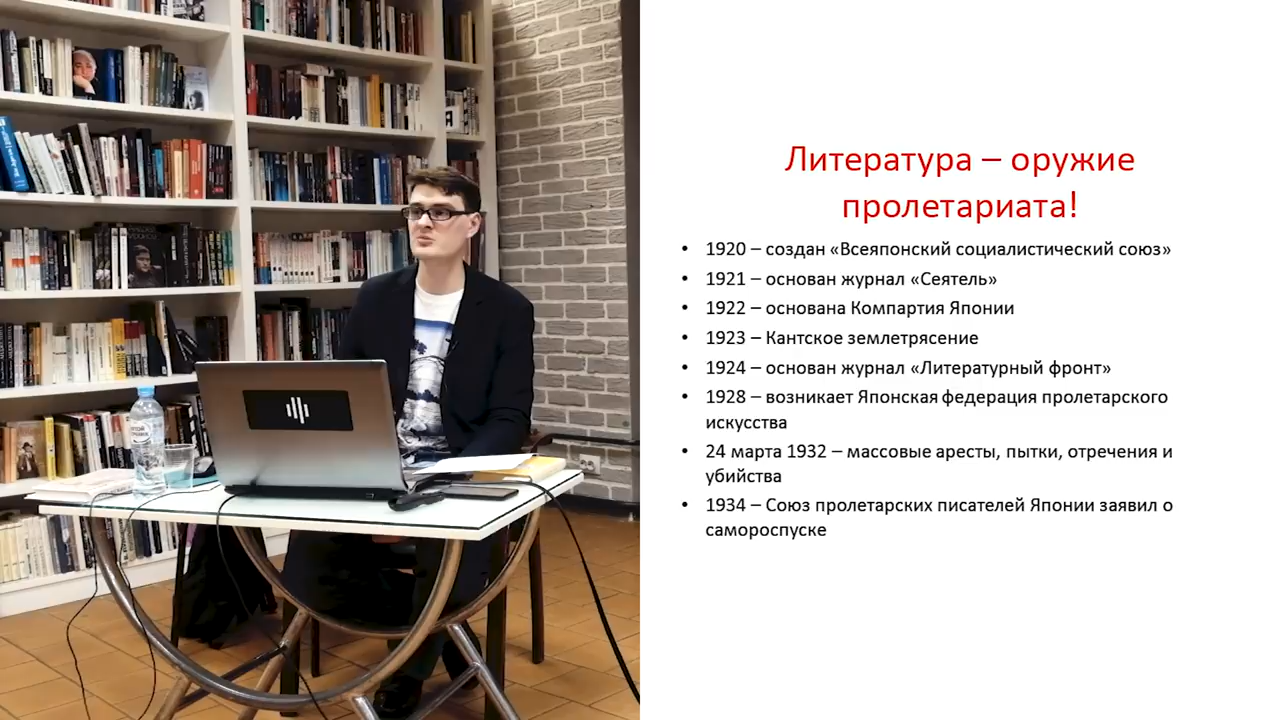 Литература – оружие
пролетариата!
• 1920 – создан «Всеяпонский социалистический союз»
• 1921 – основан журнал «Сеятель»
• 1922 – основана Компартия Японии
• 1923 – Кантское землетрясение
• 1924 – основан журнал «Литературный фронт»
• 1928 – возникает Японская федерация пролетарского
искусства
• 24 марта 1932 – массовые аресты, пытки, отречения и
убийства
• 1934 – Союз пролетарских писателей Японии заявил о
самороспуске